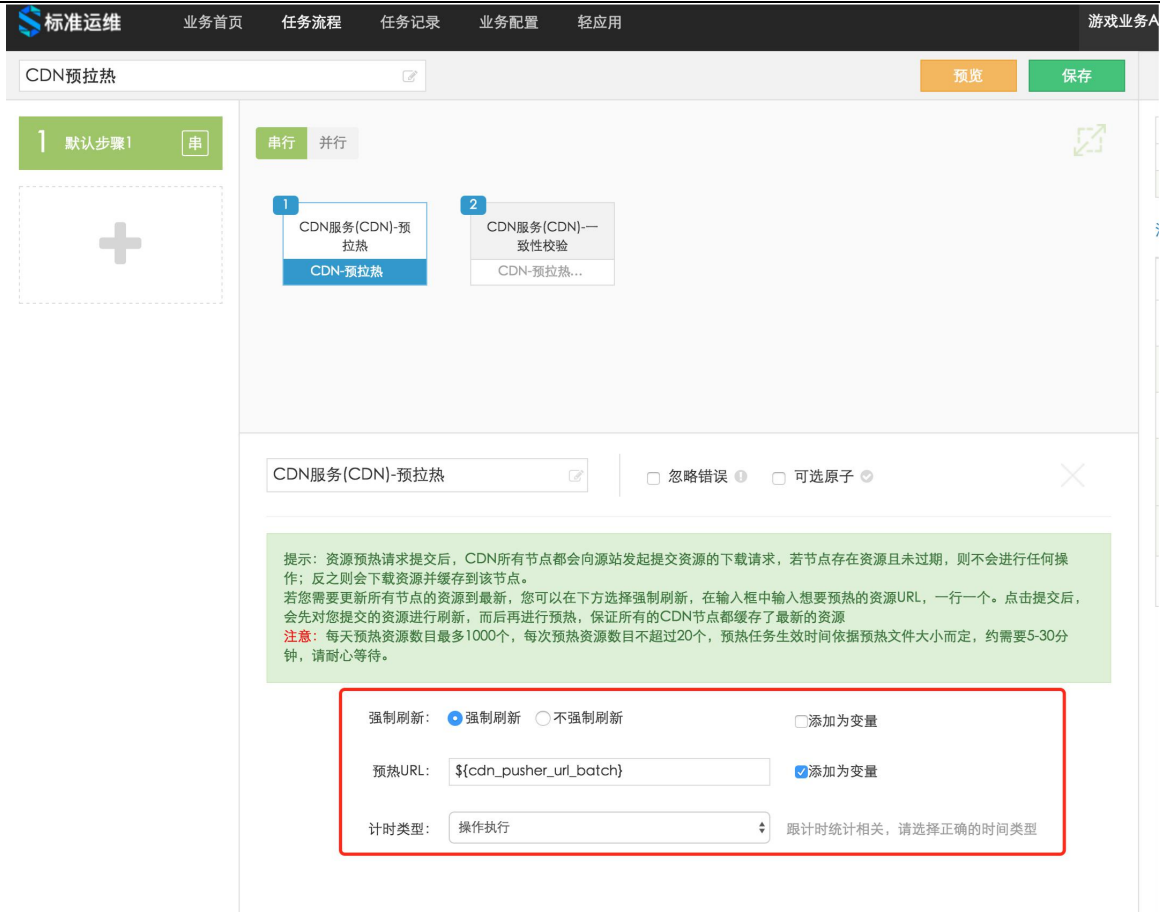 标准运维 业务首页 任务流程 任务记录 业务配置 轻应用 游戏业务A
CDN预拉热 预览 保存
1 默认步骤1 串
串行 并行
1
CDN服务(CDN)-预
拉热
CDN-预拉热
2
CDN服务(CDN)-一
致性校验
CDN-预拉热...
CDN服务(CDN)-预拉热 忽略错误 可选原子
提示：资源预热请求提交后，CDN所有节点都会向源站发起提交资源的下载请求，若节点存在资源且未过期，则不会进行任何操
作；反之则会下载资源并缓存到该节点。
若您需要更新所有节点的资源到最新，您可以在下方选择强制刷新，在输入框中输入想要预热的资源URL，一行一个。点击提交后，
会先对您提交的资源进行刷新，而后再进行预热，保证所有的CDN节点都缓存了最新的资源
注意：每天预热资源数目最多1000个，每次预热资源数目不超过20个，预热任务生效时间依据预热文件大小而定，约需要5-30分
钟，请耐心等待。
强制刷新： 强制刷新 不强制刷新 添加为变量
预热URL: ${cdn_pusher_url_batch} 添加为变量
计时类型： 操作执行 跟计时统计相关，请选择正确的时间类型